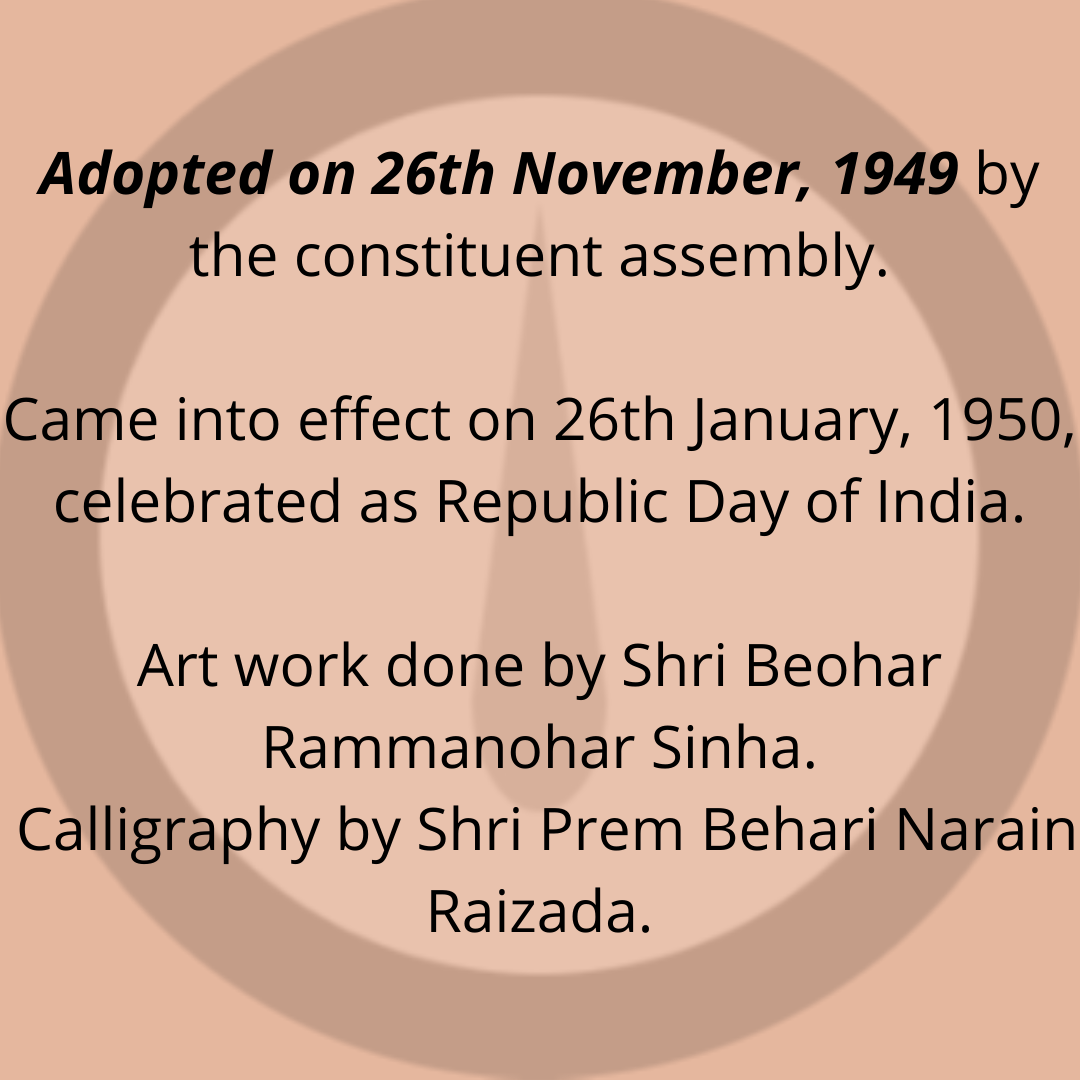 Adopted on 26th November, 1949 by
the constituent assembly.
Came into effect on 26th January, 1950,
celebrated as Republic Day of India.
Art work done by Shri Beohar
Rammanohar Sinha.
Calligraphy by Shri Prem Behari Narain
Raizada.